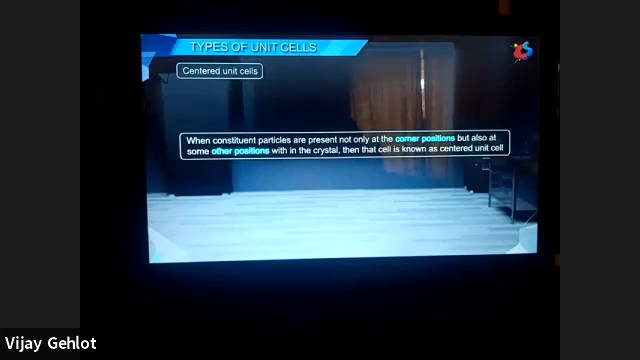 TYPES OF UNIT CELLS
Centered unit cells
When constituent particles are present not only at the corner positions but also at
some other positions with in the crystal, then that cell is known as centered unit cell
Vijay Gehlot